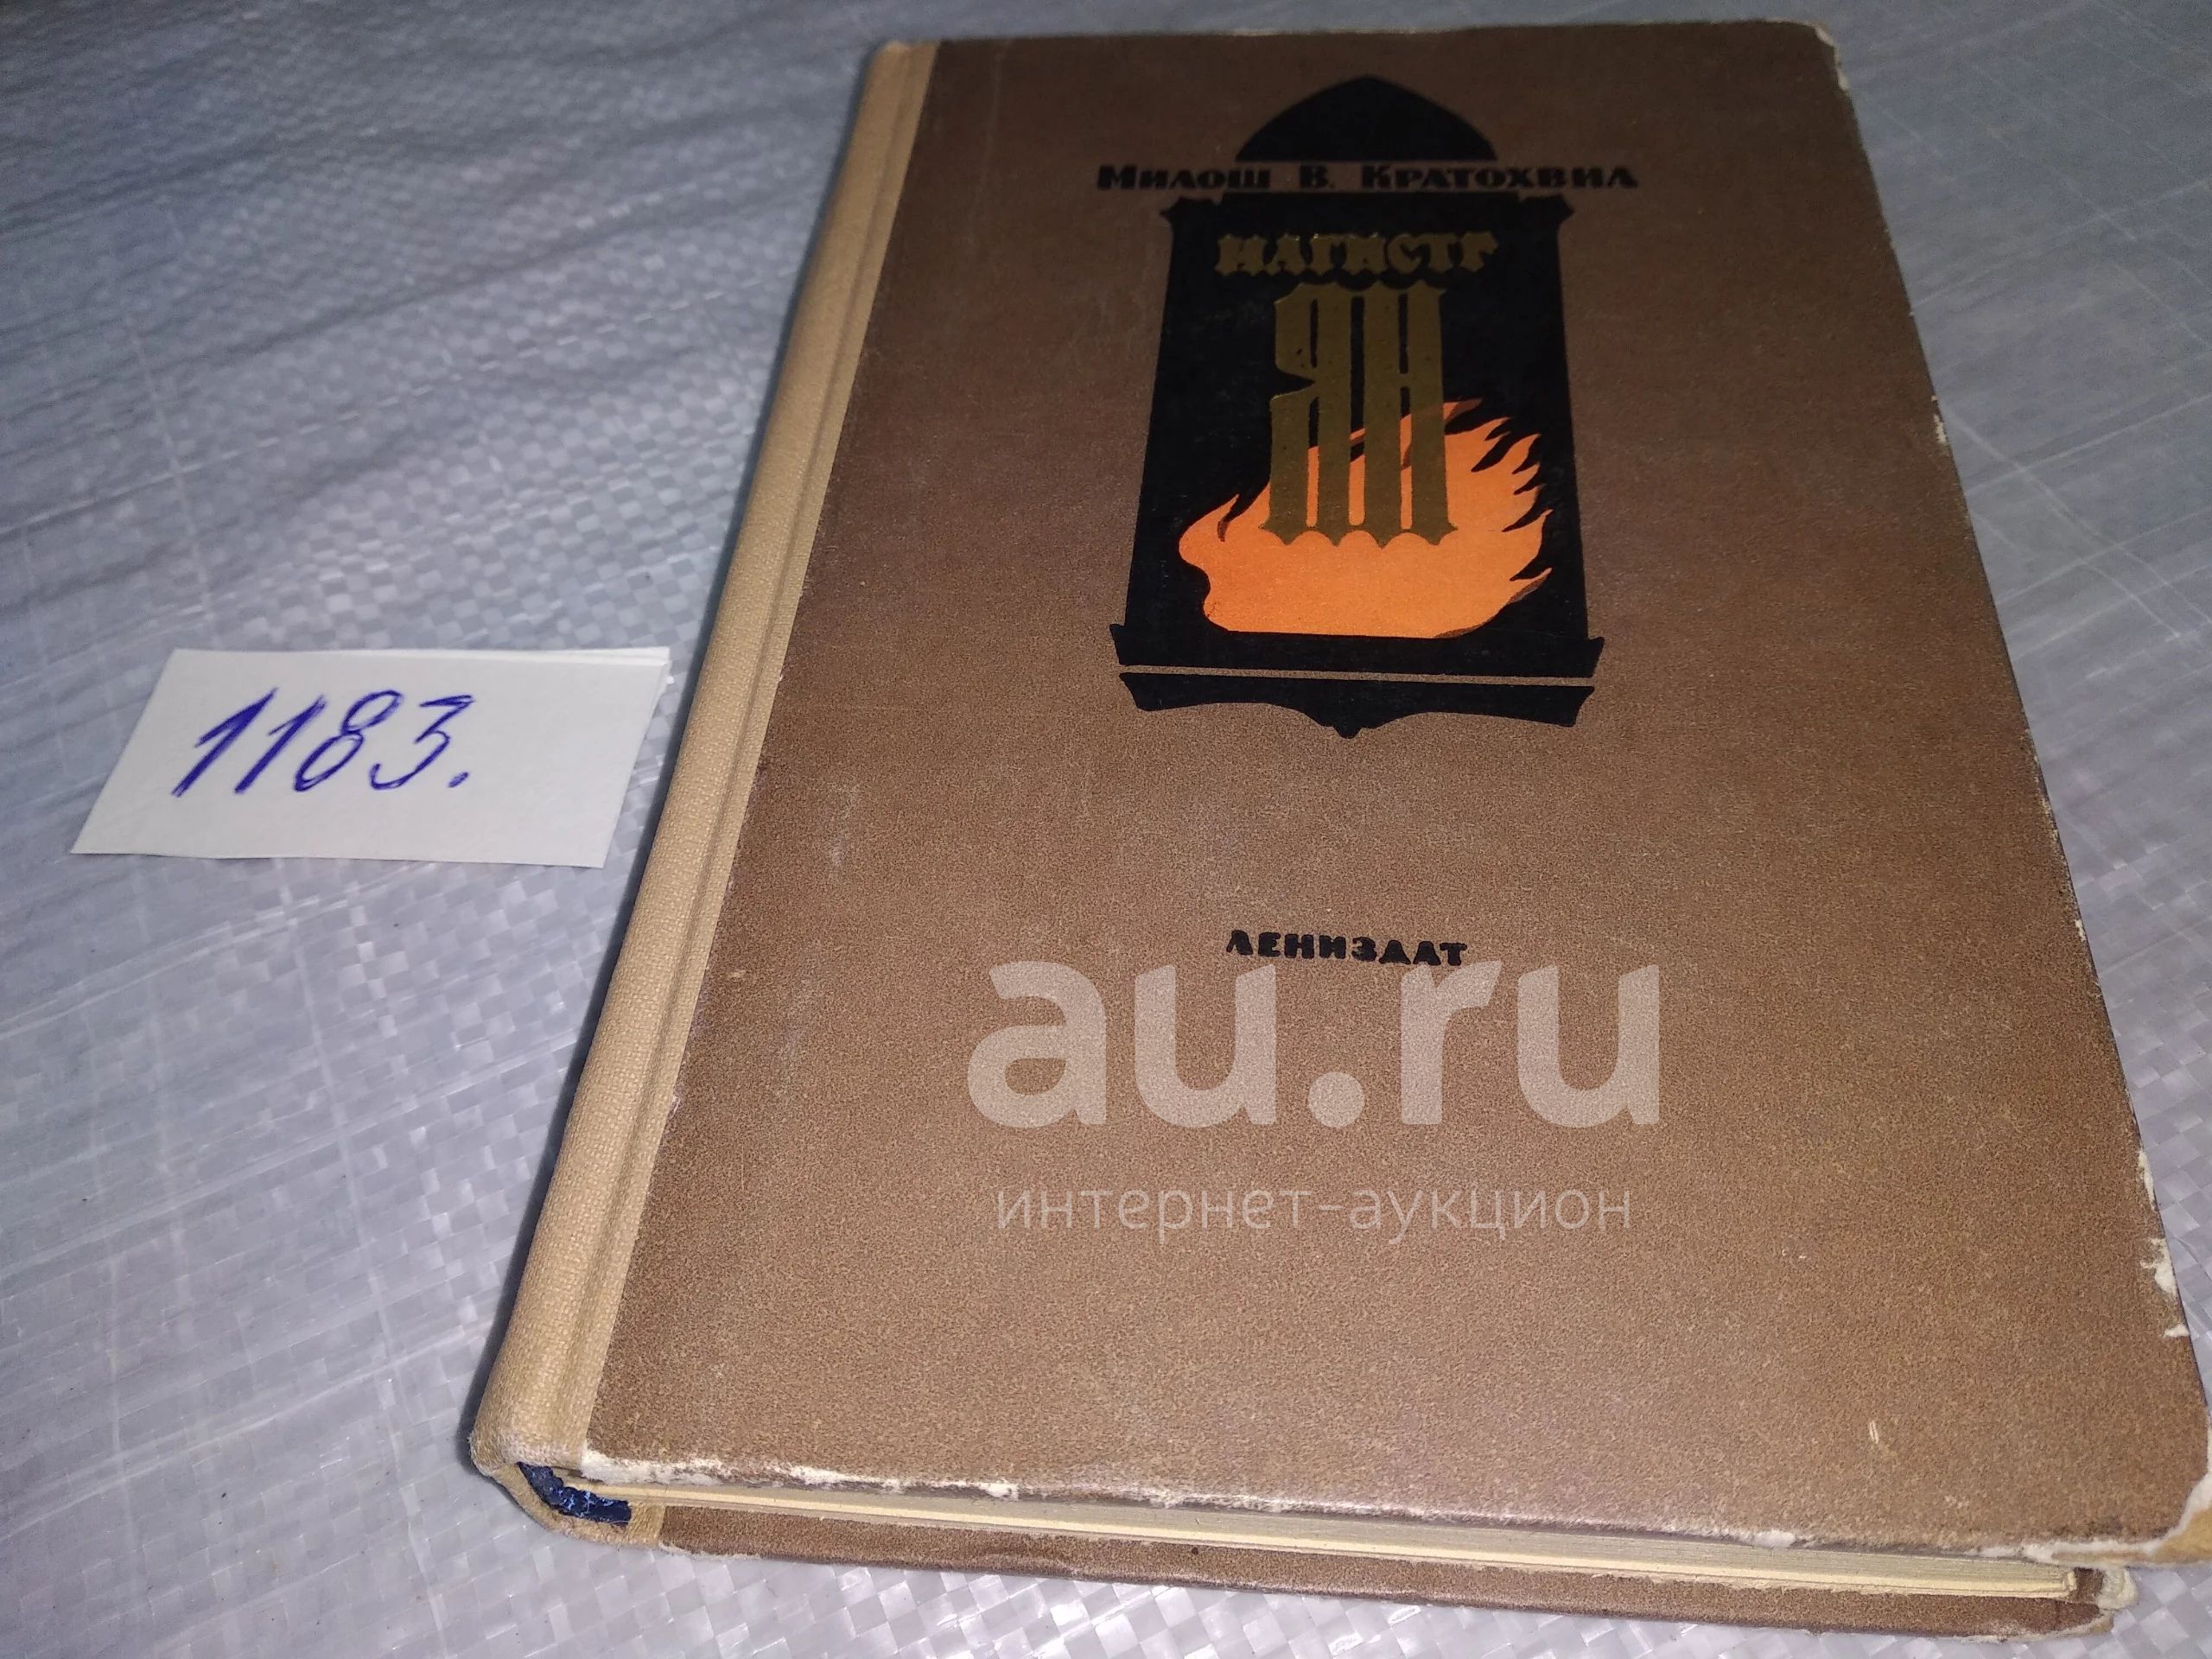 Милош В. Кратохвил
МАГИСТР
ЯН
ЛЕНИЗДАТ
1183.
au.ru
интернет-аукцион